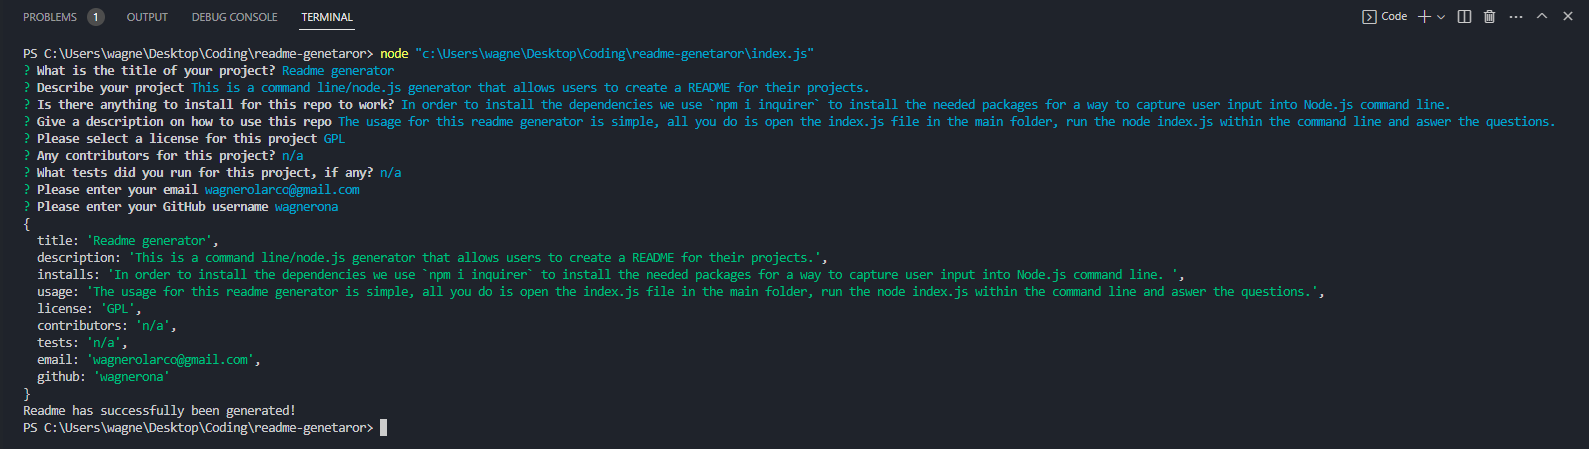 PROBLEMS 1 OUTPUT DEBUG CONSOLE TERMINAL Code
PS C:\Users\wagne\Desktop\Coding\readme-genetaror> node "c:\Users\wagne\Desktop\Coding\readme-genetaror\index.js"
? What is the title of your project? Readme generator
? Describe your project This is a command line/node.js generator that allows users to create a README for their projects.
? Is there anything to install for this repo to work? In order to install the dependencies we use `npm i inquirer` to install the needed packages for a way to capture user input into Node.js command line.
? Give a description on how to use this repo The usage for this readme generator is simple, all you do is open the index.js file in the main folder, run the node index.js within the command line and aswer the questions.
? Please select a license for this project GPL
? Any contributors for this project? n/a
? What tests did you run for this project, if any? n/a
? Please enter your email wagnerolarco@gmail.com
? Please enter your GitHub username wagnerona
{
  title: 'Readme generator',
  description: 'This is a command line/node.js generator that allows users to create a README for their projects.',
  installs: 'In order to install the dependencies we use `npm i inquirer` to install the needed packages for a way to capture user input into Node.js command line. ',
  usage: 'The usage for this readme generator is simple, all you do is open the index.js file in the main folder, run the node index.js within the command line and aswer the questions.',
  license: 'GPL',
  contributors: 'n/a',
  tests: 'n/a',
  email: 'wagnerolarco@gmail.com',
  github: 'wagnerona'
}
Readme has successfully been generated!
PS C:\Users\wagne\Desktop\Coding\readme-genetaror>